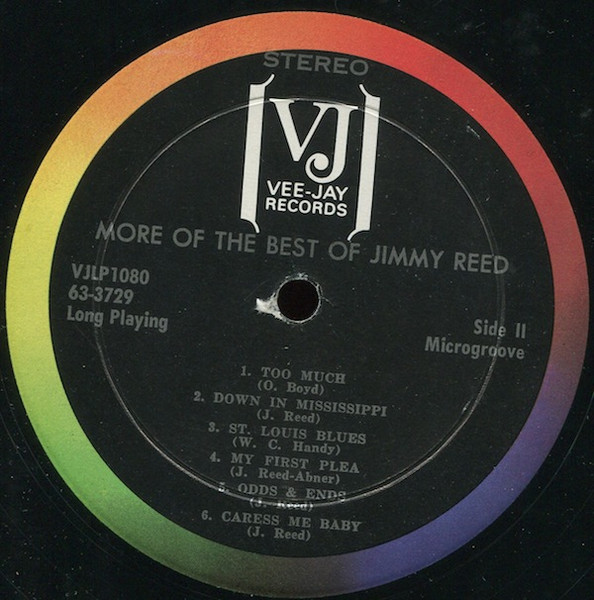 STEREO
VJ
VEE-JAY
RECORDS
MORE OF THE BEST OF JIMMY REED
VJLP1080
63-3729
Long Playing
Side II
Microgroove
1. TOO MUCH
(O. Boyd)
2. DOWN IN MISSISSIPPI
(J. Reed)
3. ST. LOUIS BLUES
(W. C. Handy)
4. MY FIRST PLEA
(J. Reed-Abner)
5. ODDS & ENDS
(J. Reed)
6. CARESS ME BABY
(J. Reed)